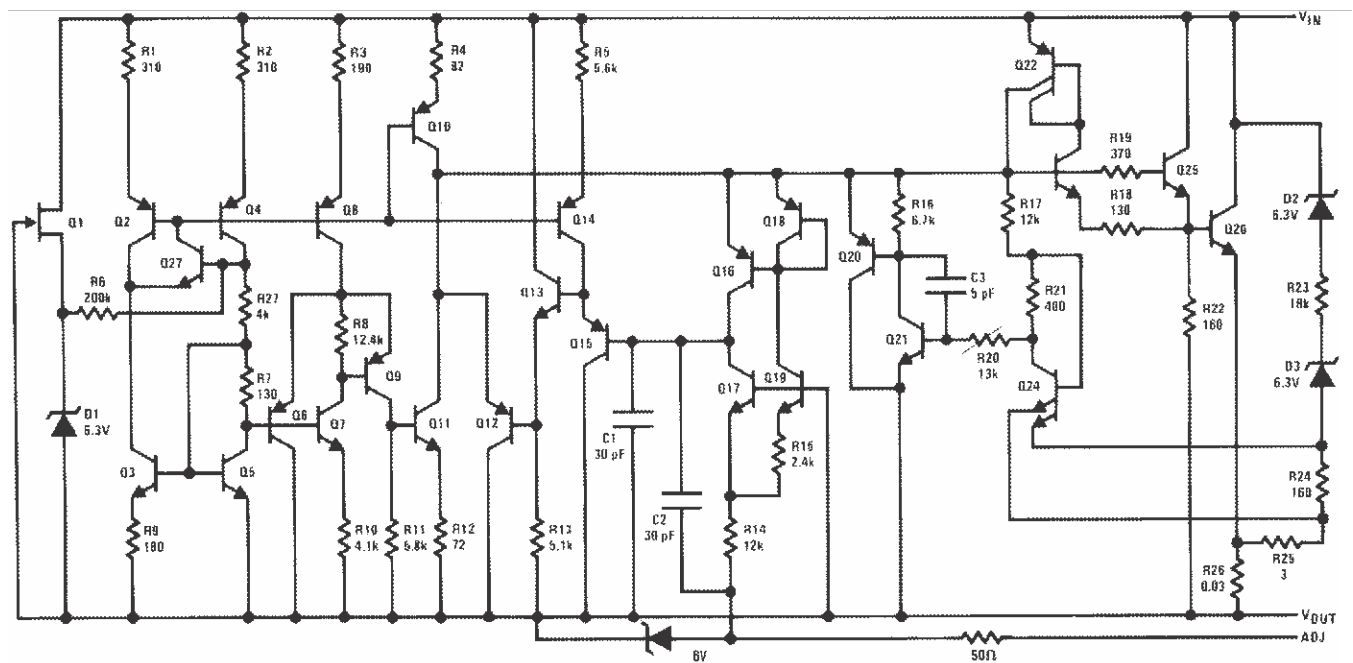 VIN
R1
310
R2
310
R3
190
R4
82
R5
5.6k
Q22
Q10
R19
370
Q25
R18
130
Q1
Q2
Q4
Q8
Q14
Q18
R16
6.7k
R17
12k
Q26
D2
6.3V
Q27
Q16
Q20
R6
200k
R27
4k
Q13
C3
5 pF
R21
400
R22
160
R23
18k
R8
12.4k
Q15
Q21
R20
13k
D1
6.3V
R7
130
Q9
Q17
Q19
Q24
D3
6.3V
Q6
Q7
Q11
Q12
C1
30 pF
R15
2.4k
Q3
Q5
R24
160
R9
180
R10
4.1k
R11
5.8k
R12
72
R13
5.1k
C2
30 pF
R14
12k
R25
3
R26
0.03
VOUT
ADJ
6V
50Ω